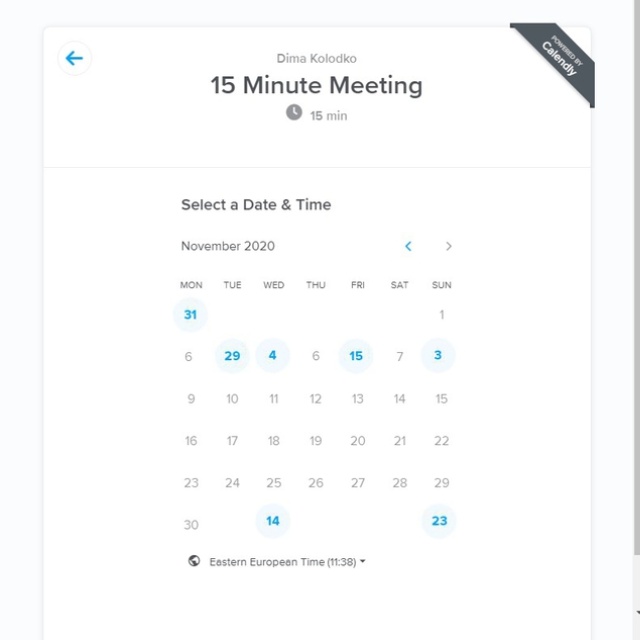 POWERED BY
Calendly
Dima Kolodko
15 Minute Meeting
15 min
Select a Date & Time
November 2020
MON TUE WED THU FRI SAT SUN
31 1
6 29 4 6 15 7 3
9 10 11 12 13 14 15
16 17 18 19 20 21 22
23 24 25 26 27 28 29
30 14 23
Eastern European Time (11:38)